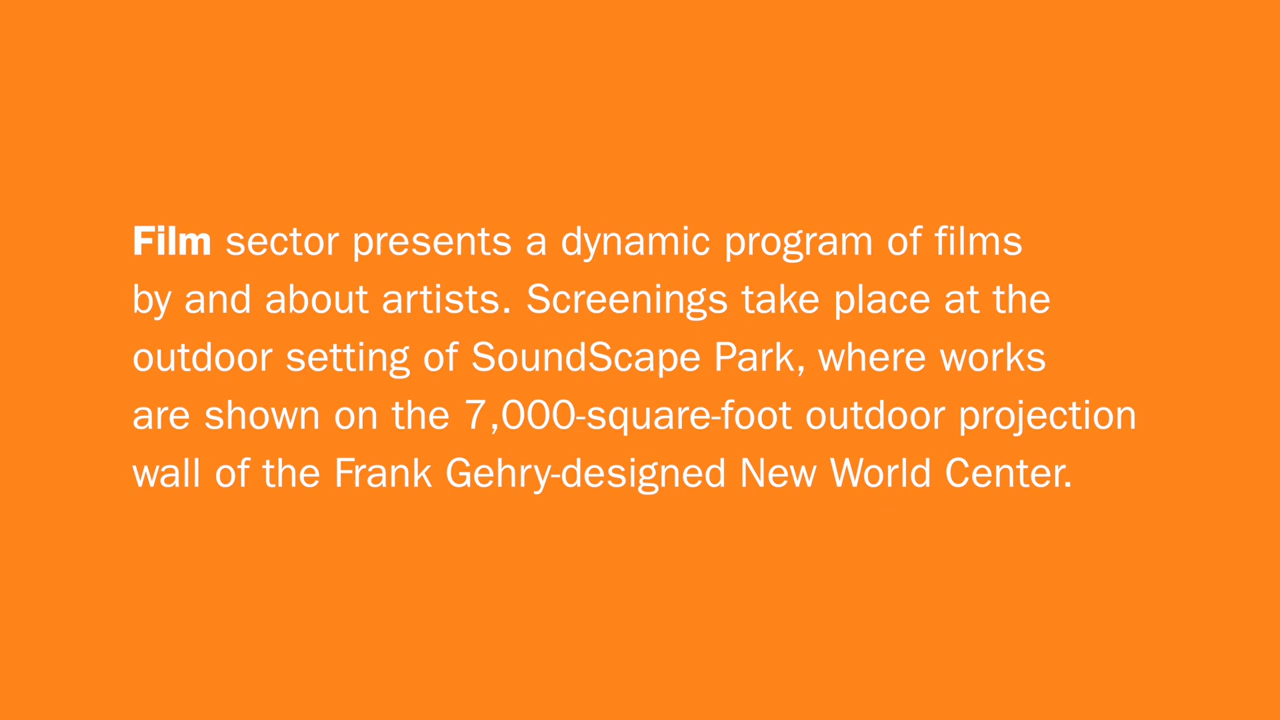 Film sector presents a dynamic program of films
by and about artists. Screenings take place at the
outdoor setting of SoundScape Park, where works
are shown on the 7,000-square-foot outdoor projection
wall of the Frank Gehry-designed New World Center.